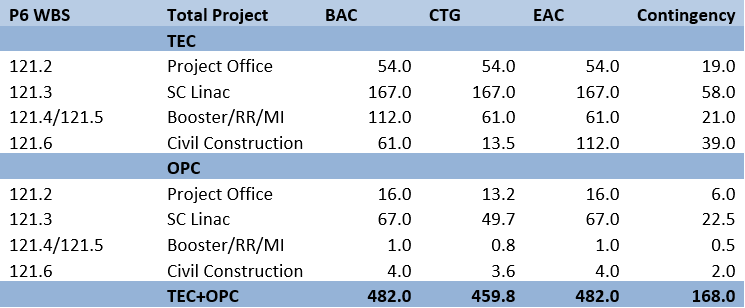 P6 WBS Total Project BAC CTG EAC Contingency
TEC
121.2 Project Office 54.0 54.0 54.0 19.0
121.3 SC Linac 167.0 167.0 167.0 58.0
121.4/121.5 Booster/RR/MI 112.0 61.0 61.0 21.0
121.6 Civil Construction 61.0 13.5 112.0 39.0
OPC
121.2 Project Office 16.0 13.2 16.0 6.0
121.3 SC Linac 67.0 49.7 67.0 22.5
121.4/121.5 Booster/RR/MI 1.0 0.8 1.0 0.5
121.6 Civil Construction 4.0 3.6 4.0 2.0
TEC+OPC 482.0 459.8 482.0 168.0